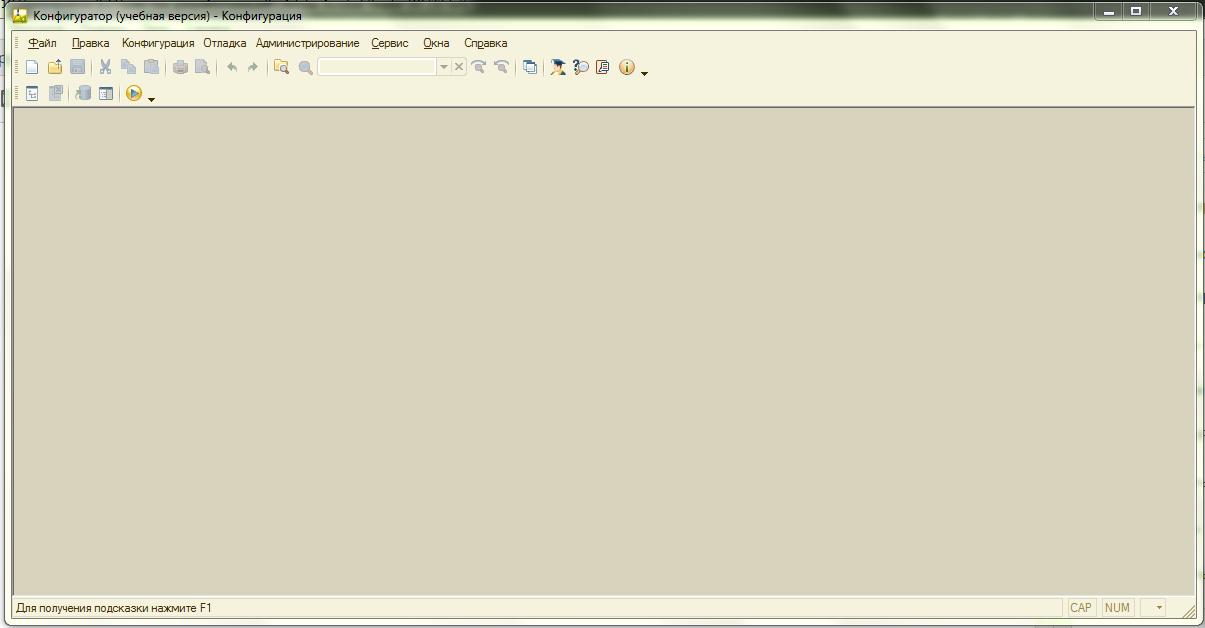 Конфигуратор (учебная версия) - Конфигурация
Файл Правка Конфигурация Отладка Администрирование Сервис Окна Справка
Для получения подсказки нажмите F1 CAP NUM